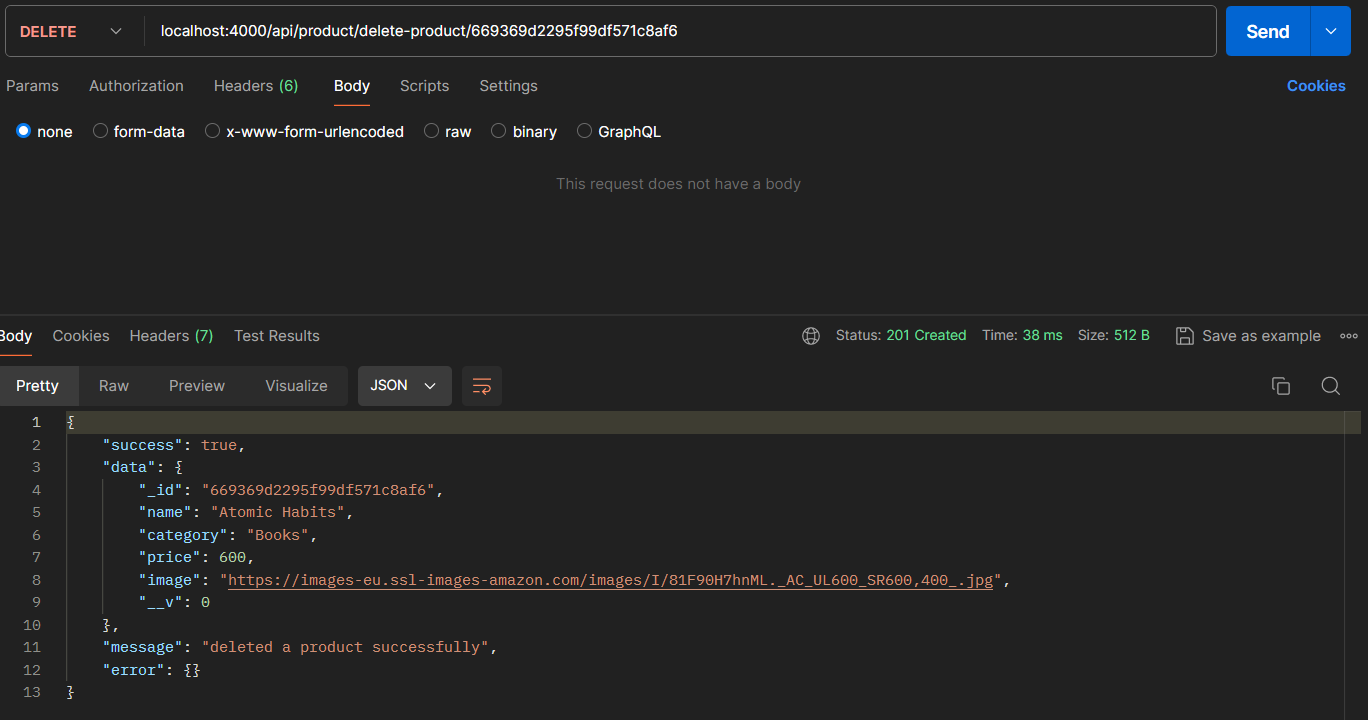 DELETE localhost:4000/api/product/delete-product/669369d2295f99df571c8af6 Send
Params Authorization Headers (6) Body Scripts Settings Cookies
none form-data x-www-form-urlencoded raw binary GraphQL
This request does not have a body
Body Cookies Headers (7) Test Results Status: 201 Created Time: 38 ms Size: 512 B Save as example
Pretty Raw Preview Visualize JSON
1 {
2 "success": true,
3 "data": {
4 "_id": "669369d2295f99df571c8af6",
5 "name": "Atomic Habits",
6 "category": "Books",
7 "price": 600,
8 "image": "https://images-eu.ssl-images-amazon.com/images/I/81F90H7hnML._AC_UL600_SR600,400_.jpg",
9 "__v": 0
10 },
11 "message": "deleted a product successfully",
12 "error": {}
13 }